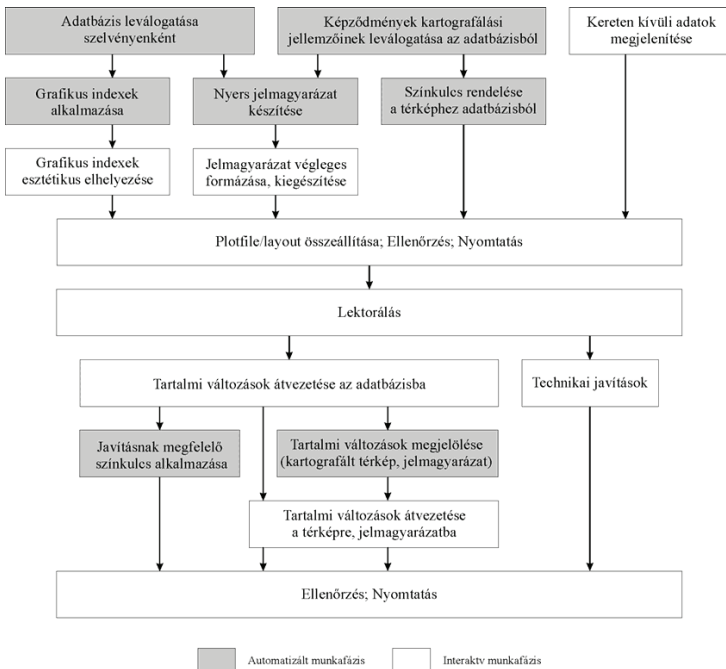 Adatbázis leválogatása
szelvényenként
Képződmények kartografálási
jellemzőinek leválogatása az adatbázisból
Kereten kívüli adatok
megjelenitése
Grafikus indexek
alkalmazása
Nyers jelmagyarázat
készítése
Színkulcs rendelése
a térképhez adatbázisból
Grafikus indexek
esztétikus elhelyezése
Jelmagyarázat végleges
formázása, kiegészítése
Plotfile/layout összeállítása; Ellenőrzés; Nyomtatás
Lektorálás
Tartalmi változások átvezetése az adatbázisba
Technikai javítások
Javításnak megfelelő
színkulcs alkalmazása
Tartalmi változások megjelölése
(kartografált térkép, jelmagyarázat)
Tartalmi változások átvezetése
a térképre, jelmagyarázatba
Ellenőrzés; Nyomtatás
Automatizált munkafázis
Interaktv munkafázis